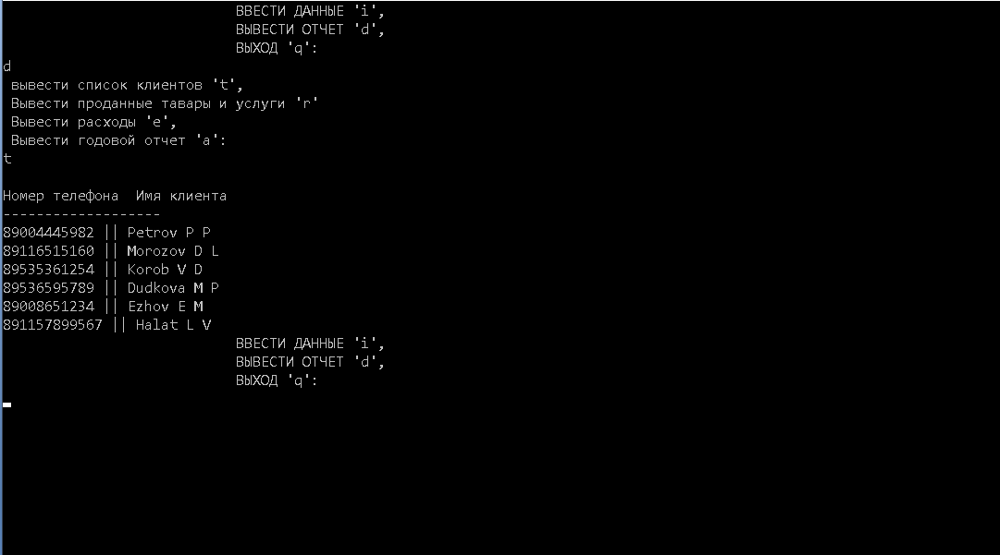 ВВЕСТИ ДАННЫЕ 'i',
ВЫВЕСТИ ОТЧЕТ 'd',
ВЫХОД 'q':
d
вывести список клиентов 't',
Вывести проданные тавары и услуги 'r'
Вывести расходы 'e',
Вывести годовой отчет 'a':
t
Номер телефона  Имя клиента
-------------------
89004445982 || Petrov P P
89116515160 || Morozov D L
89535361254 || Korob V D
89536595789 || Dudkova M P
89008651234 || Ezhov E M
891157899567 || Halat L V
ВВЕСТИ ДАННЫЕ 'i',
ВЫВЕСТИ ОТЧЕТ 'd',
ВЫХОД 'q':